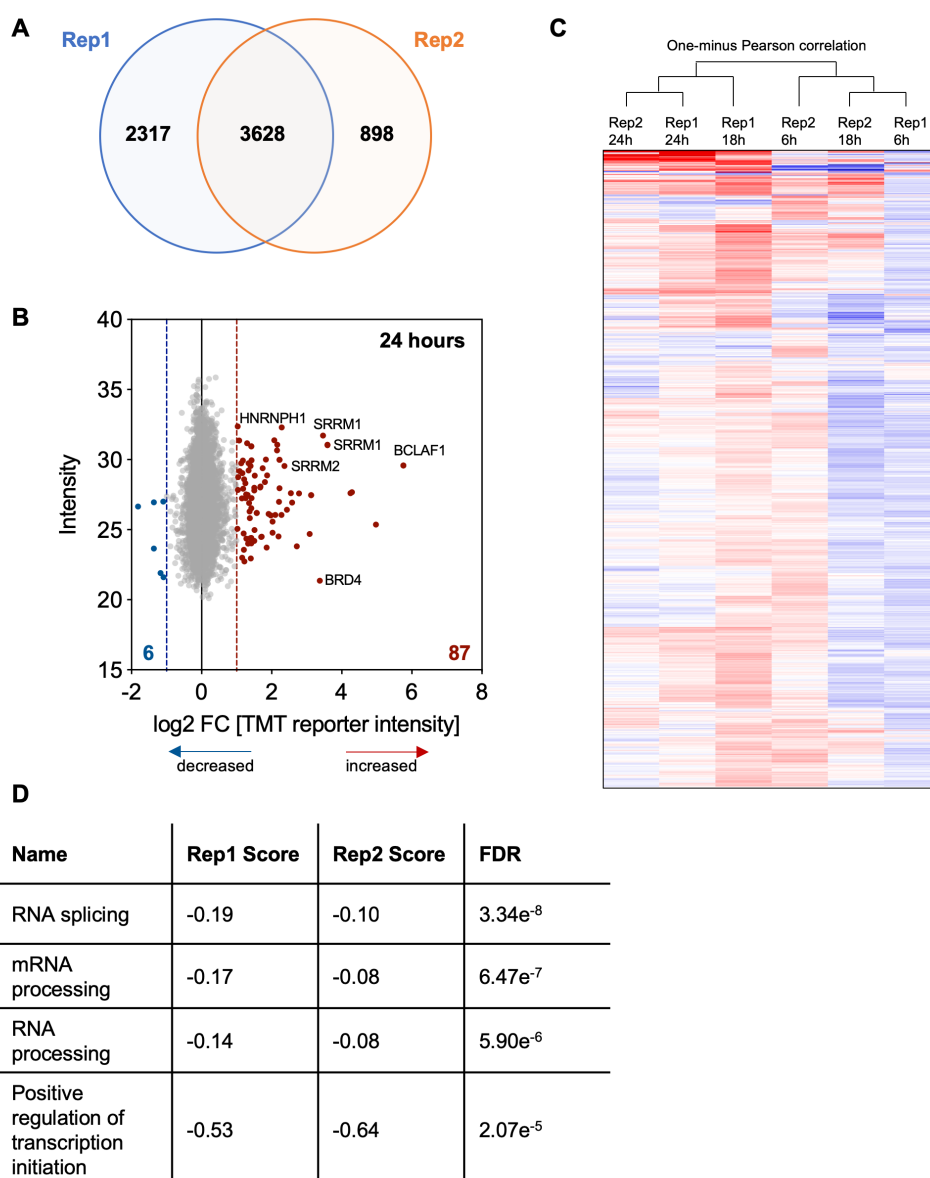 A
Rep1
Rep2
2317
3628
898
B
40
35
30
25
20
15
Intensity
24 hours
HNRNPH1
SRRM1
SRRM1
BCLAF1
SRRM2
BRD4
6
87
-2
0
2
4
6
8
log2 FC [TMT reporter intensity]
decreased
increased
C
One-minus Pearson correlation
Rep2 Rep1 Rep1 Rep2 Rep2 Rep1
24h 24h 18h 6h 18h 6h
D
Name Rep1 Score Rep2 Score FDR
RNA splicing -0.19 -0.10 3.34e-8
mRNA
processing -0.17 -0.08 6.47e-7
RNA
processing -0.14 -0.08 5.90e-6
Positive
regulation of
transcription
initiation
-0.53 -0.64 2.07e-5